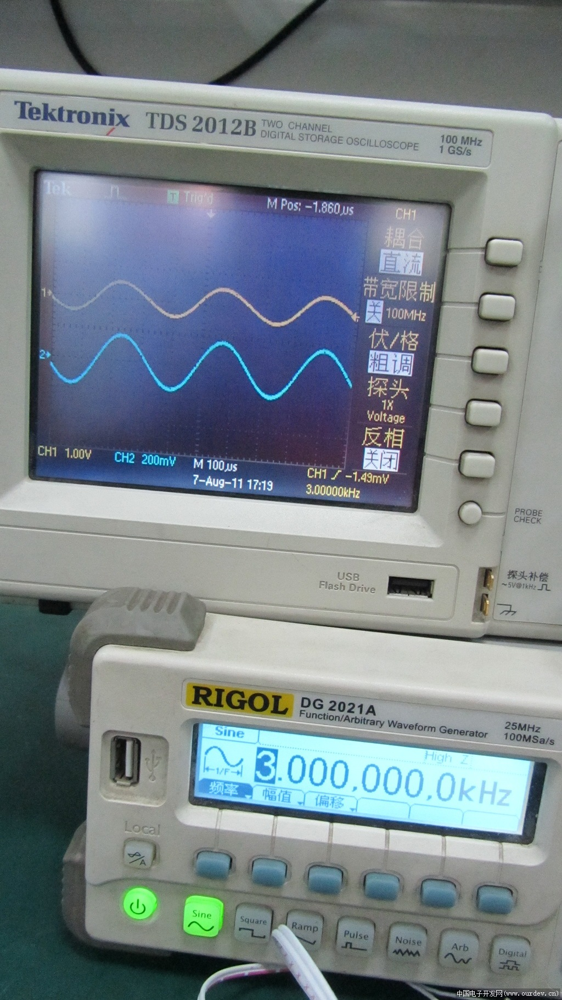 Tektronix TDS 2012B TWO CHANNEL
DIGITAL STORAGE OSCILLOSCOPE
100 MHz
1 GS/s
Tek T Trig'd M Pos: -1.860µs CH1
耦合
直流
带宽限制
关 100MHz
伏/格
粗调
探头
1X
Voltage
反相
关闭
1
2
CH1 1.00V CH2 200mV M 100µs CH1 -1.49mV
7-Aug-11 17:19 3.00000kHz
PROBE
CHECK
USB
Flash Drive
探头补偿
~5V@1kHz
RIGOL DG 2021A
Function/Arbitrary Waveform Generator
25MHz
100MSa/s
Sine
High Z
1/F
3.000,000,0kHz
频率 幅值 偏移
Local
A
Sine
Square
Ramp
Pulse
Noise
Arb
Digital
中国电子开发网(www.ourdev.cn)